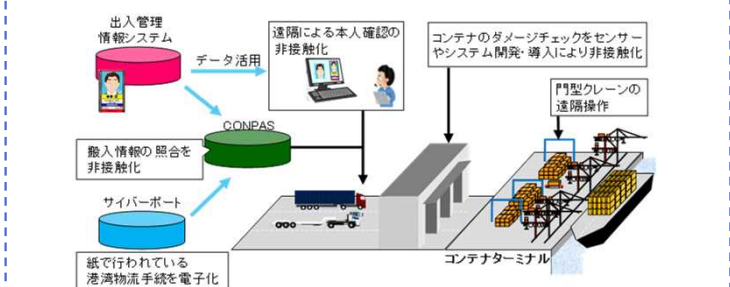 出入管理
情報システム
データ活用
遠隔による本人確認の
非接触化
コンテナのダメージチェックをセンサー
やシステム開発・導入により非接触化
門型クレーンの
遠隔操作
CONPAS
搬入情報の照合を
非接触化
サイバーポート
紙で行われている
港湾物流手続を電子化
コンテナターミナル